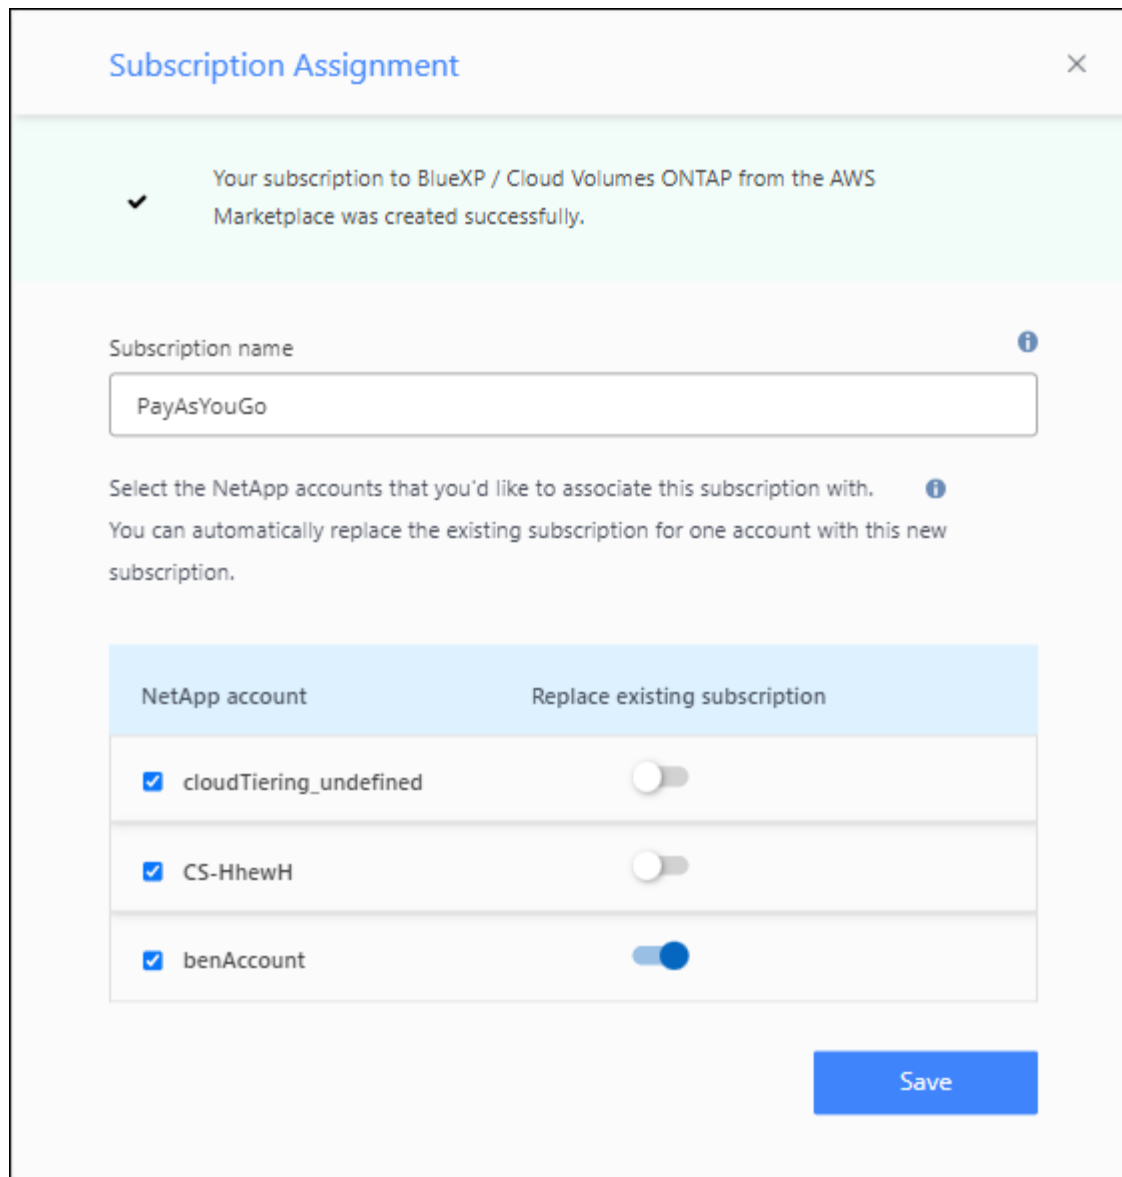 Subscription Assignment
Your subscription to BlueXP / Cloud Volumes ONTAP from the AWS
Marketplace was created successfully.
Subscription name
PayAsYouGo
Select the NetApp accounts that you'd like to associate this subscription with.
You can automatically replace the existing subscription for one account with this new
subscription.
NetApp account Replace existing subscription
cloudTiering_undefined
CS-HhewH
benAccount
Save